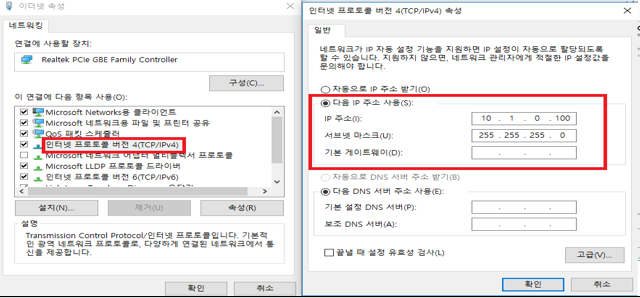 이더넷 속성
네트워킹
연결에 사용할 장치:
Realtek PCIe GBE Family Controller
구성(C)...
이 연결에 다음 항목 사용(O):
Microsoft Networks용 클라이언트
Microsoft 네트워크용 파일 및 프린터 공유
QoS 패킷 스케줄러
인터넷 프로토콜 버전 4(TCP/IPv4)
Microsoft 네트워크 어댑터 멀티플렉서 프로토콜
Microsoft LLDP 프로토콜 드라이버
인터넷 프로토콜 버전 6(TCP/IPv6)
설치(N)...
제거(U)
속성(R)
설명
Transmission Control Protocol/인터넷 프로토콜입니다. 기본적
인 광역 네트워크 프로토콜로, 다양하게 연결된 네트워크에서 통
신을 제공합니다.
확인
취소
인터넷 프로토콜 버전 4(TCP/IPv4) 속성
일반
네트워크가 IP 자동 설정 기능을 지원하면 IP 설정이 자동으로 할당되도록
할 수 있습니다. 지원하지 않으면, 네트워크 관리자에게 적절한 IP 설정값을
문의해야 합니다.
자동으로 IP 주소 받기(O)
다음 IP 주소 사용(S):
IP 주소(I): 10 . 1 . 0 . 100
서브넷 마스크(U): 255 . 255 . 255 . 0
기본 게이트웨이(D): . . .
자동으로 DNS 서버 주소 받기(B)
다음 DNS 서버 주소 사용(E):
기본 설정 DNS 서버(P): . . .
보조 DNS 서버(A): . . .
끝낼 때 설정 유효성 검사(L)
고급(V)...
확인
취소